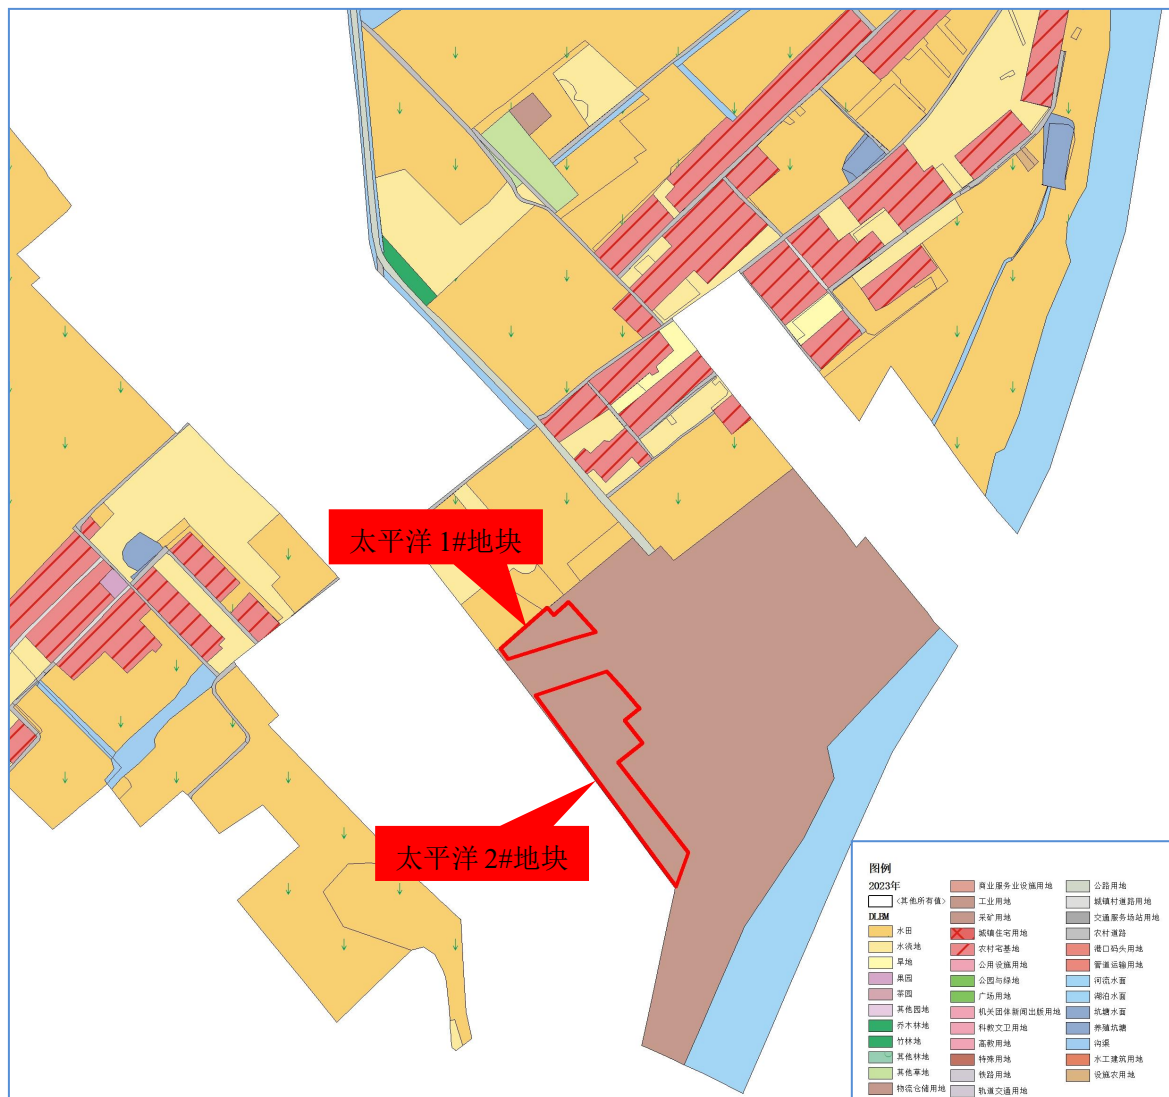 太平洋 1#地块
太平洋 2#地块
图例
2023年
<其他所有值>
DLBM
水田
水浇地
旱地
果园
茶园
其他园地
乔木林地
竹林地
其他林地
其他草地
物流仓储用地
商业服务业设施用地
工业用地
采矿用地
城镇住宅用地
农村宅基地
公用设施用地
公园与绿地
广场用地
机关团体新闻出版用地
科教文卫用地
高教用地
特殊用地
铁路用地
轨道交通用地
公路用地
城镇村道路用地
交通服务场站用地
农村道路
港口码头用地
管道运输用地
河流水面
湖泊水面
坑塘水面
养殖坑塘
沟渠
水工建筑用地
设施农用地